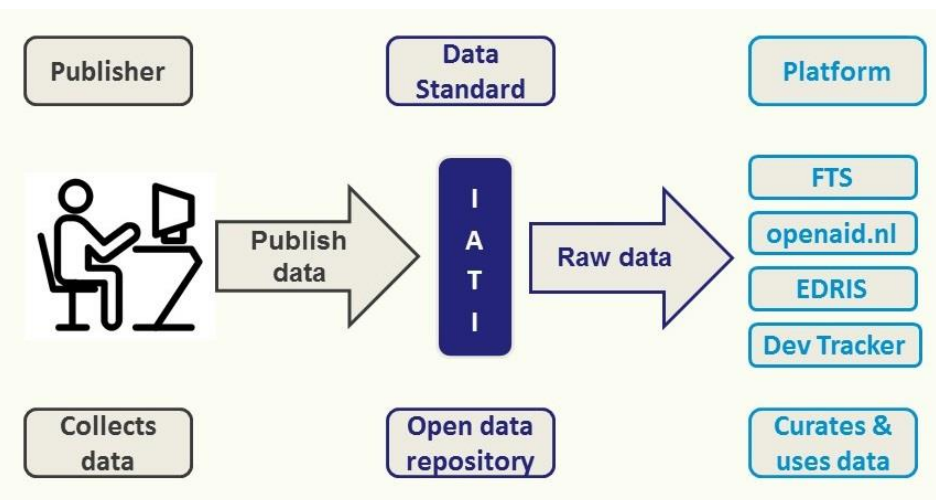 Publisher
Data
Standard
Platform
Publish
data
I
A
T
I
Raw data
FTS
openaid.nl
EDRIS
Dev Tracker
Collects
data
Open data
repository
Curates &
uses data